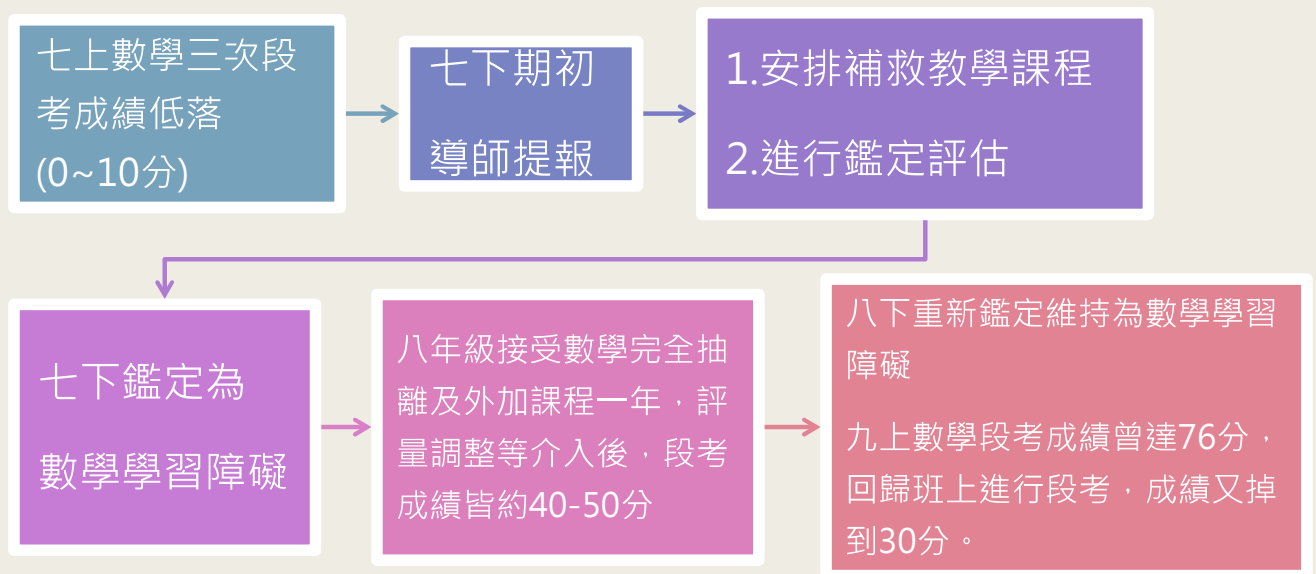 七上數學三次段
考成績低落
(0~10分)
七下期初
導師提報
1.安排補救教學課程
2.進行鑑定評估
七下鑑定為
數學學習障礙
八年級接受數學完全抽
離及外加課程一年，評
量調整等介入後，段考
成績皆約40-50分
八下重新鑑定維持為數學學習
障礙
九上數學段考成績曾達76分，
回歸班上進行段考，成績又掉
到30分。